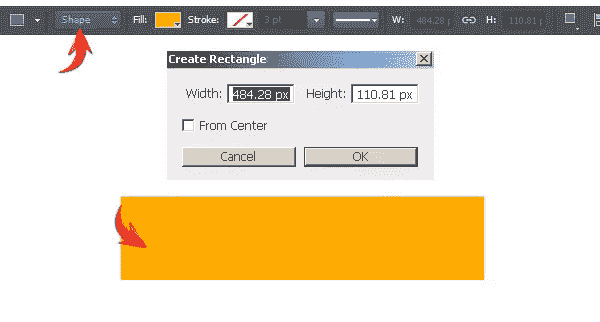 Shape Fill: Stroke: 3 pt W: 484.28 p H: 110.81 p
Create Rectangle
Width: 484.28 px Height: 110.81 px
From Center
Cancel OK